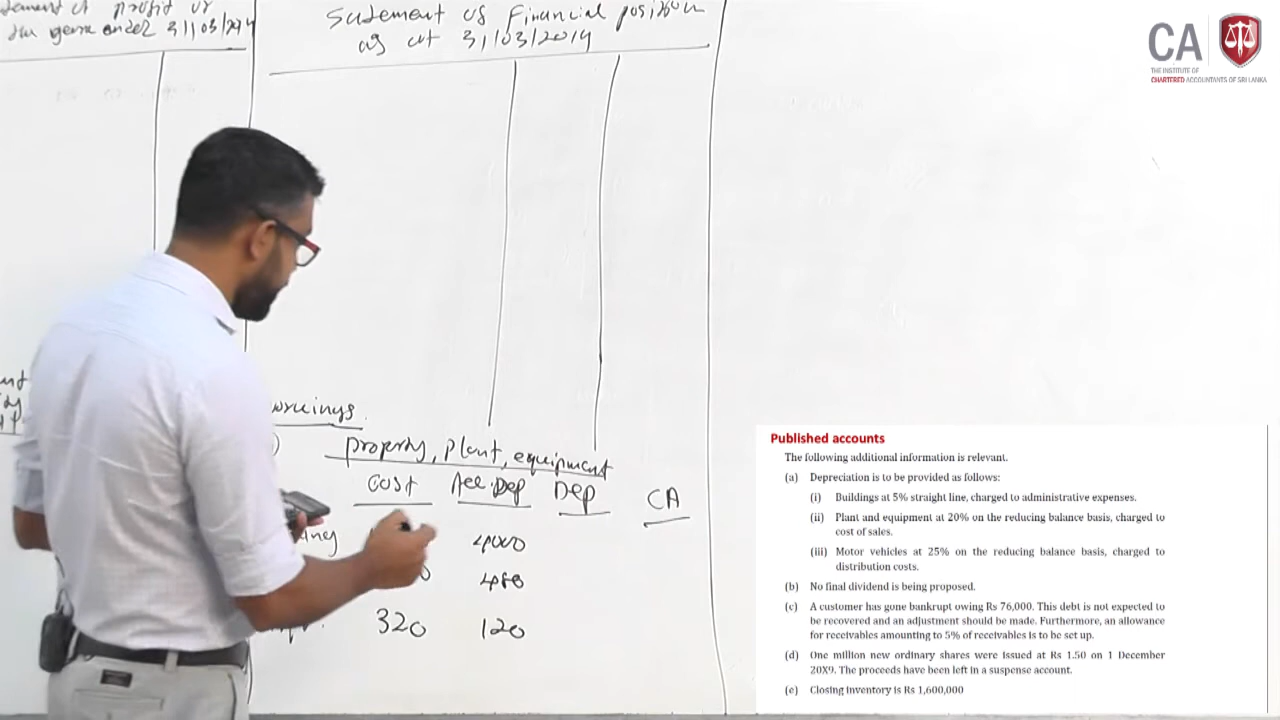 profit or
31/03/2019
Statement of Financial position
as at 31/03/2019
CA
THE INSTITUTE OF
CHARTERED ACCOUNTANTS OF SRI LANKA
Property, Plant, equipment
Cost Acc: Dep Dep CA
4000
480
320 120
Published accounts
The following additional information is relevant.
(a) Depreciation is to be provided as follows:
(i) Buildings at 5% straight line, charged to administrative expenses.
(ii) Plant and equipment at 20% on the reducing balance basis, charged to
cost of sales.
(iii) Motor vehicles at 25% on the reducing balance basis, charged to
distribution costs.
(b) No final dividend is being proposed.
(c) A customer has gone bankrupt owing Rs 76,000. This debt is not expected to
be recovered and an adjustment should be made. Furthermore, an allowance
for receivables amounting to 5% of receivables is to be set up.
(d) One million new ordinary shares were issued at Rs 1.50 on 1 December
20X9. The proceeds have been left in a suspense account.
(e) Closing inventory is Rs 1,600,000